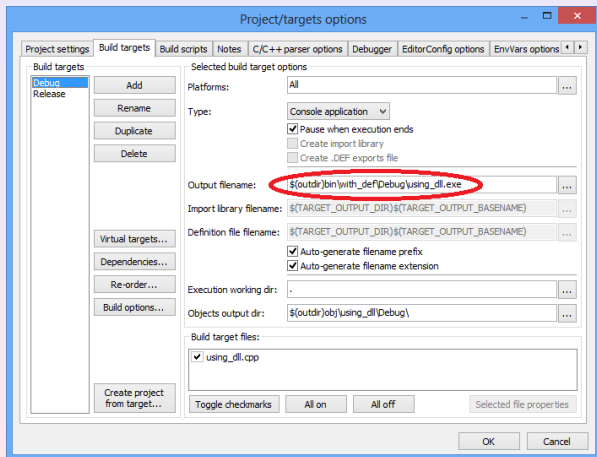 Project/targets options
Project settings
Build targets
Build scripts
Notes
C/C++ parser options
Debugger
EditorConfig options
EnvVars options
Build targets
Debug
Release
Add
Rename
Duplicate
Delete
Virtual targets...
Dependencies...
Re-order...
Build options...
Create project
from target...
Selected build target options
Platforms:
All
...
Type:
Console application
Pause when execution ends
Create import library
Create .DEF exports file
Output filename:
$(outdir)bin\with_def\Debug\using_dll.exe
...
Import library filename:
$(TARGET_OUTPUT_DIR)$(TARGET_OUTPUT_BASENAME)
...
Definition file filename:
$(TARGET_OUTPUT_DIR)$(TARGET_OUTPUT_BASENAME)
...
Auto-generate filename prefix
Auto-generate filename extension
Execution working dir:
.
...
Objects output dir:
$(outdir)obj\using_dll\Debug\
...
Build target files:
using_dll.cpp
Toggle checkmarks
All on
All off
Selected file properties
OK
Cancel